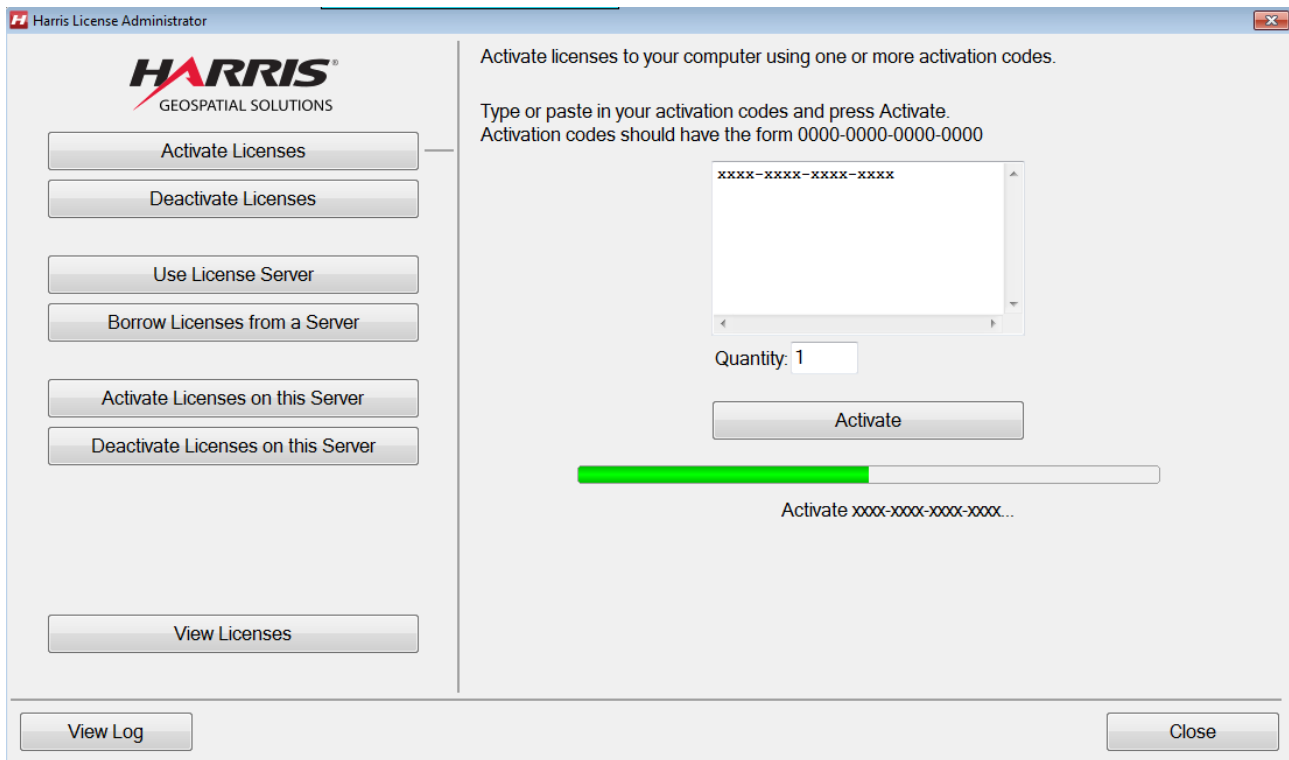 Harris License Administrator
HARRIS®
GEOSPATIAL SOLUTIONS
Activate Licenses
Deactivate Licenses
Use License Server
Borrow Licenses from a Server
Activate Licenses on this Server
Deactivate Licenses on this Server
View Licenses
Activate licenses to your computer using one or more activation codes.
Type or paste in your activation codes and press Activate.
Activation codes should have the form 0000-0000-0000-0000
xxxx-xxxx-xxxx-xxxx
Quantity: 1
Activate
Activate xxxx-xxxx-xxxx-xxxx...
View Log
Close